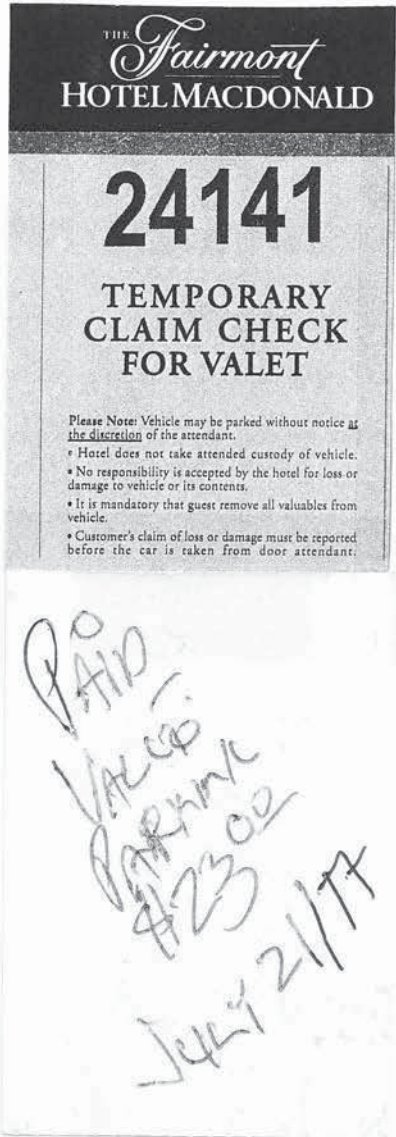 THE
Fairmont
HOTEL MACDONALD
24141
TEMPORARY
CLAIM CHECK
FOR VALET
Please Note: Vehicle may be parked without notice at
the discretion of the attendant.
• Hotel does not take attended custody of vehicle.
• No responsibility is accepted by the hotel for loss or
damage to vehicle or its contents.
• It is mandatory that guest remove all valuables from
vehicle.
• Customer's claim of loss or damage must be reported
before the car is taken from door attendant.
PAID
PARKING
$23 00
JULY 21/17